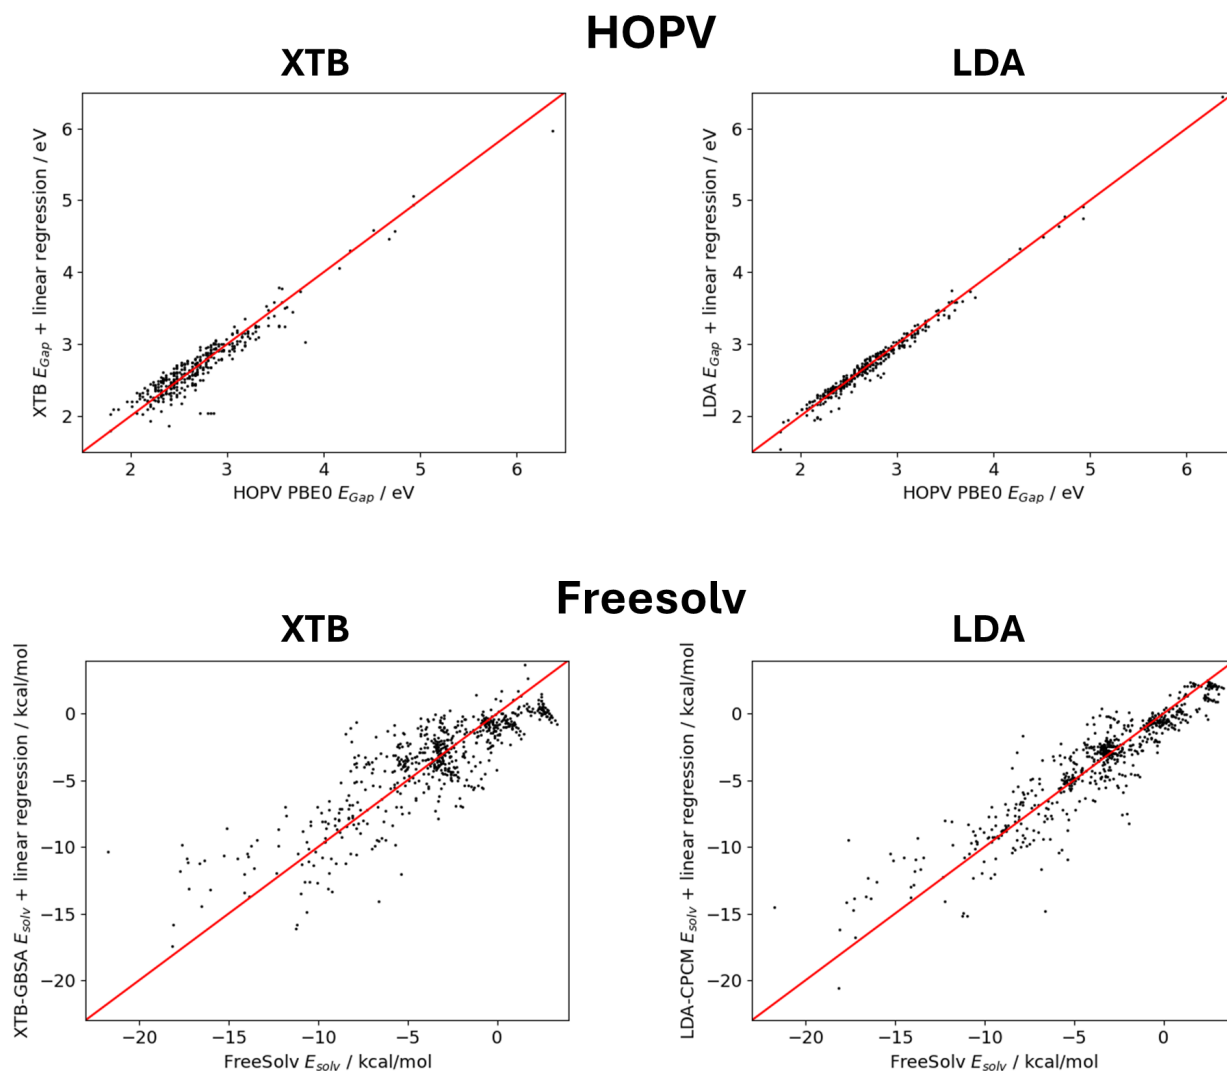 HOPV
XTB
LDA
XTB E_Gap + linear regression / eV
6
5
4
3
2
2 3 4 5 6
HOPV PBE0 E_Gap / eV
LDA E_Gap + linear regression / eV
6
5
4
3
2
2 3 4 5 6
HOPV PBE0 E_Gap / eV
Freesolv
XTB
LDA
XTB-GBSA E_solv + linear regression / kcal/mol
0
−5
−10
−15
−20
−20 −15 −10 −5 0
FreeSolv E_solv / kcal/mol
LDA-CPCM E_solv + linear regression / kcal/mol
0
−5
−10
−15
−20
−20 −15 −10 −5 0
FreeSolv E_solv / kcal/mol